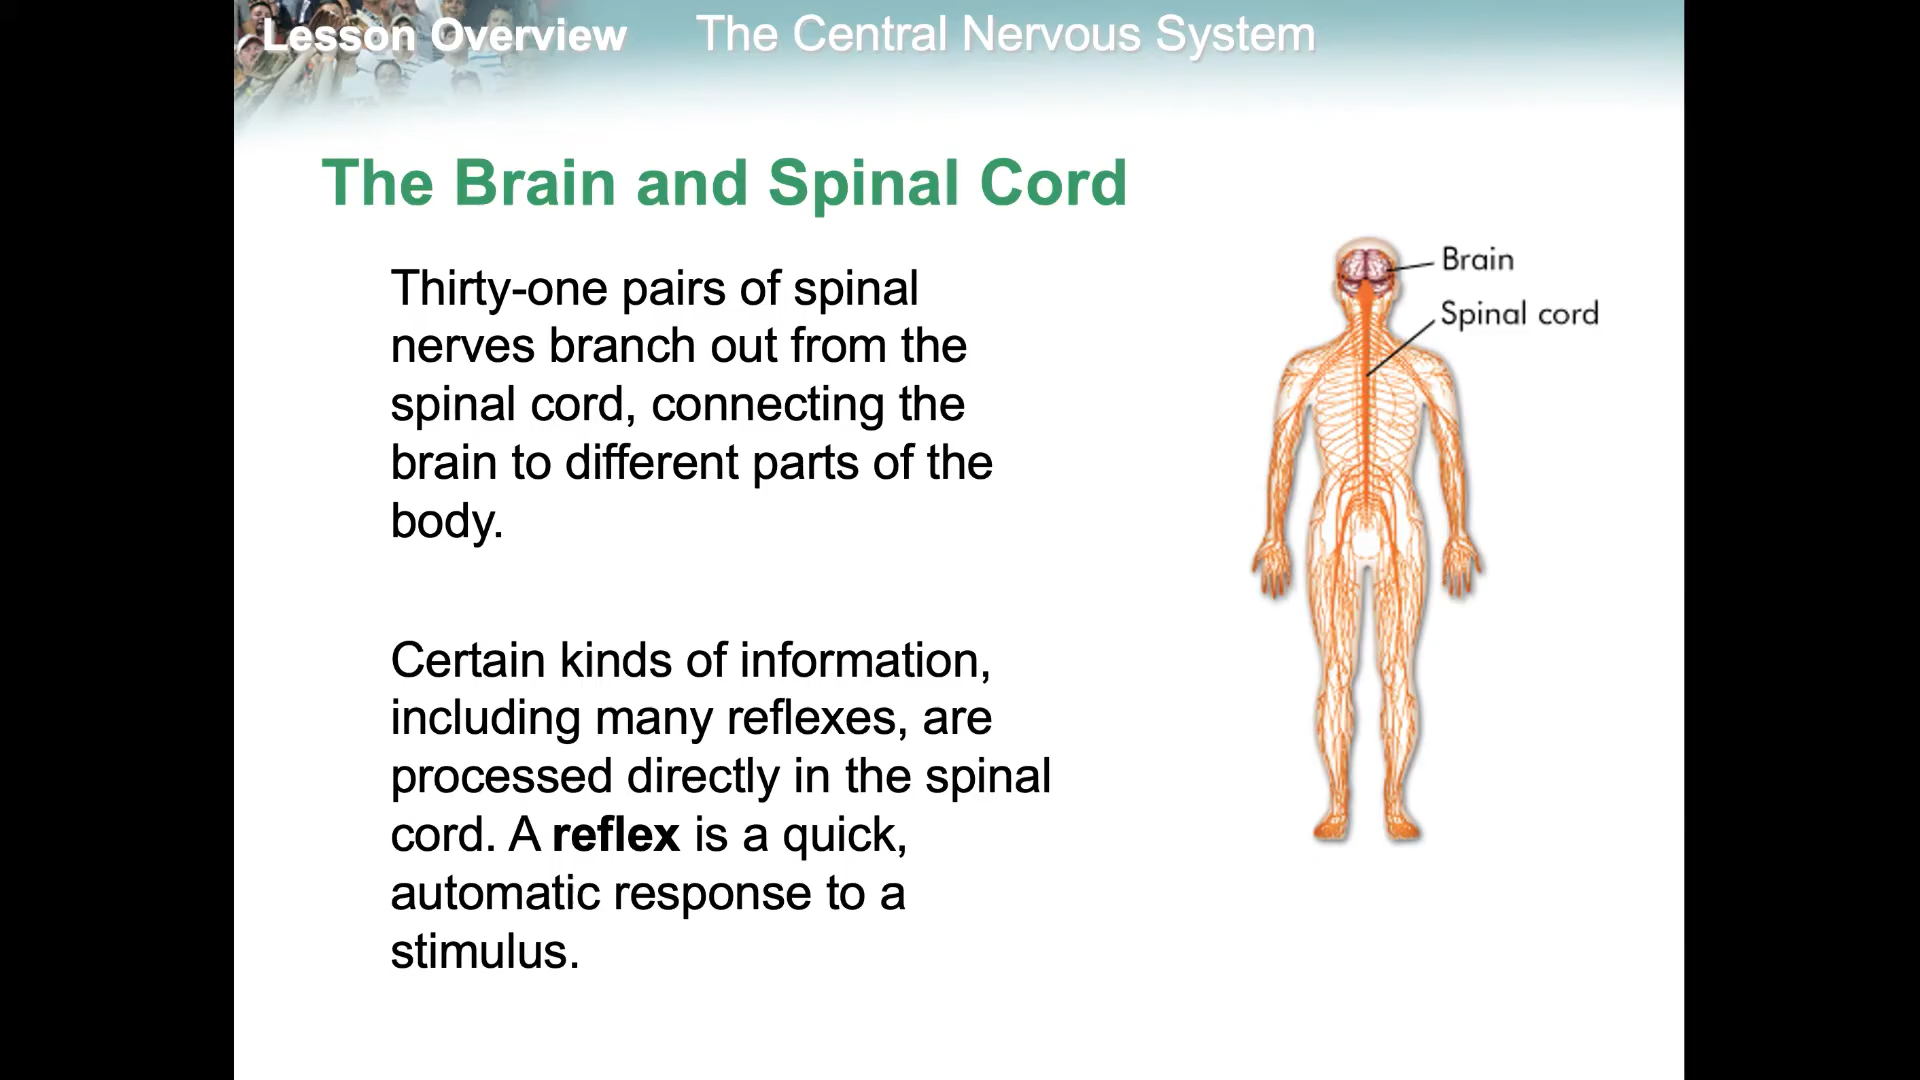 Lesson Overview The Central Nervous System
The Brain and Spinal Cord
Thirty-one pairs of spinal
nerves branch out from the
spinal cord, connecting the
brain to different parts of the
body.
Certain kinds of information,
including many reflexes, are
processed directly in the spinal
cord. A reflex is a quick,
automatic response to a
stimulus.
Brain
Spinal cord